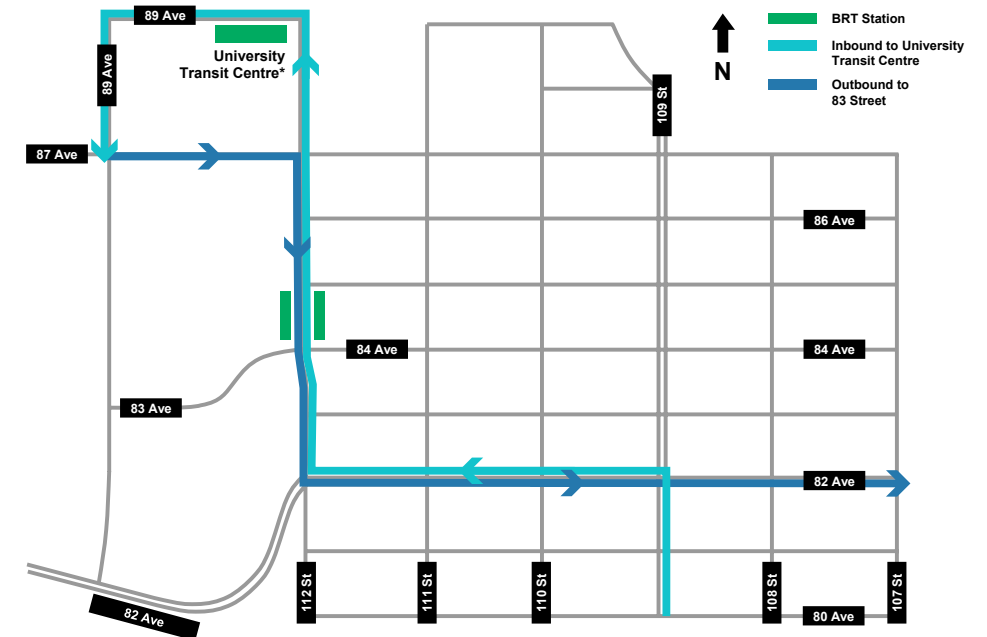 89 Ave
BRT Station
University
Transit Centre*
N
Inbound to University
Transit Centre
Outbound to
83 Street
89 Ave
109 St
87 Ave
86 Ave
84 Ave
84 Ave
83 Ave
82 Ave
82 Ave
112 St
111 St
110 St
108 St
107 St
80 Ave